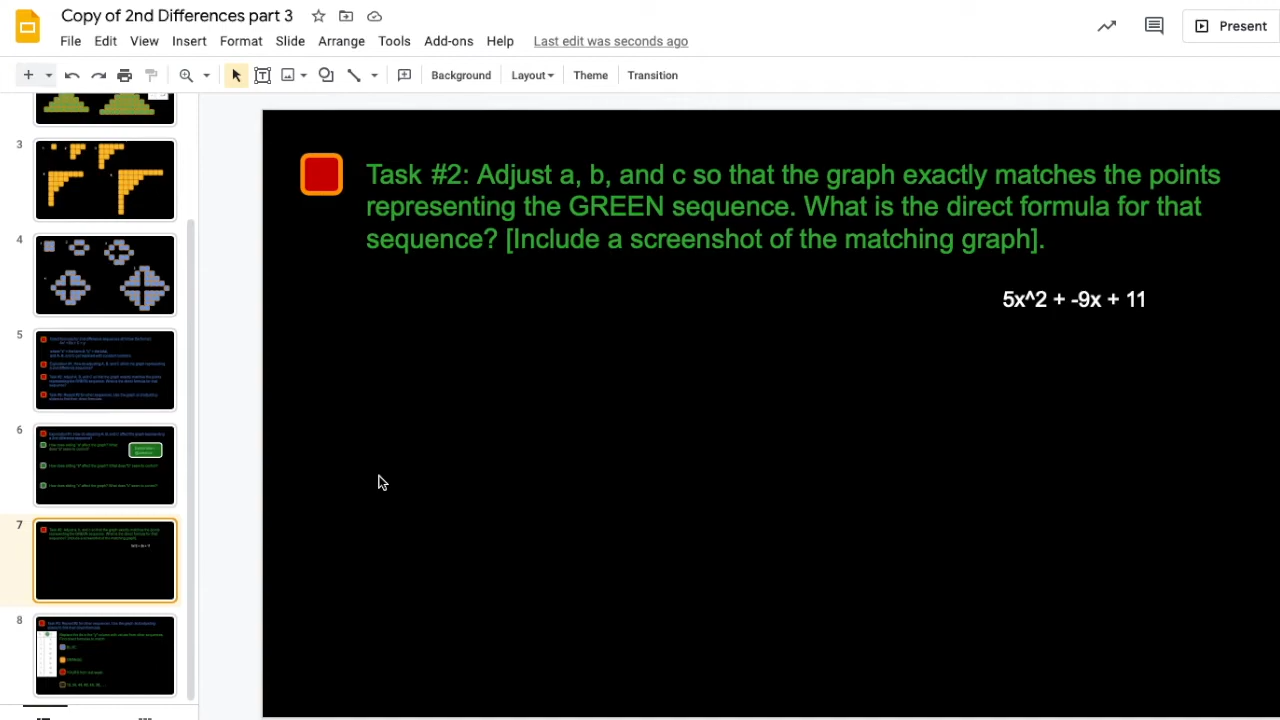 Copy of 2nd Differences part 3
File Edit View Insert Format Slide Arrange Tools Add-ons Help Last edit was seconds ago
Present
Background Layout Theme Transition
3
4
5
6
7
8
Task #2: Adjust a, b, and c so that the graph exactly matches the points
representing the GREEN sequence. What is the direct formula for that
sequence? [Include a screenshot of the matching graph].
5x^2 + -9x + 11